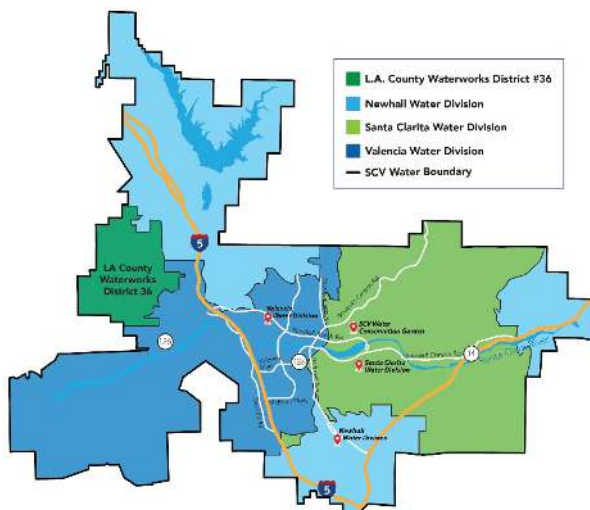 L.A. County Waterworks District #36
Newhall Water Division
Santa Clarita Water Division
Valencia Water Division
SCV Water Boundary
5
LA County
Waterworks
District 36
Valencia
Water Division
SCV Water
Conservation Garden
126
126
14
Santa Clarita
Water Division
Newhall
Water Division
5